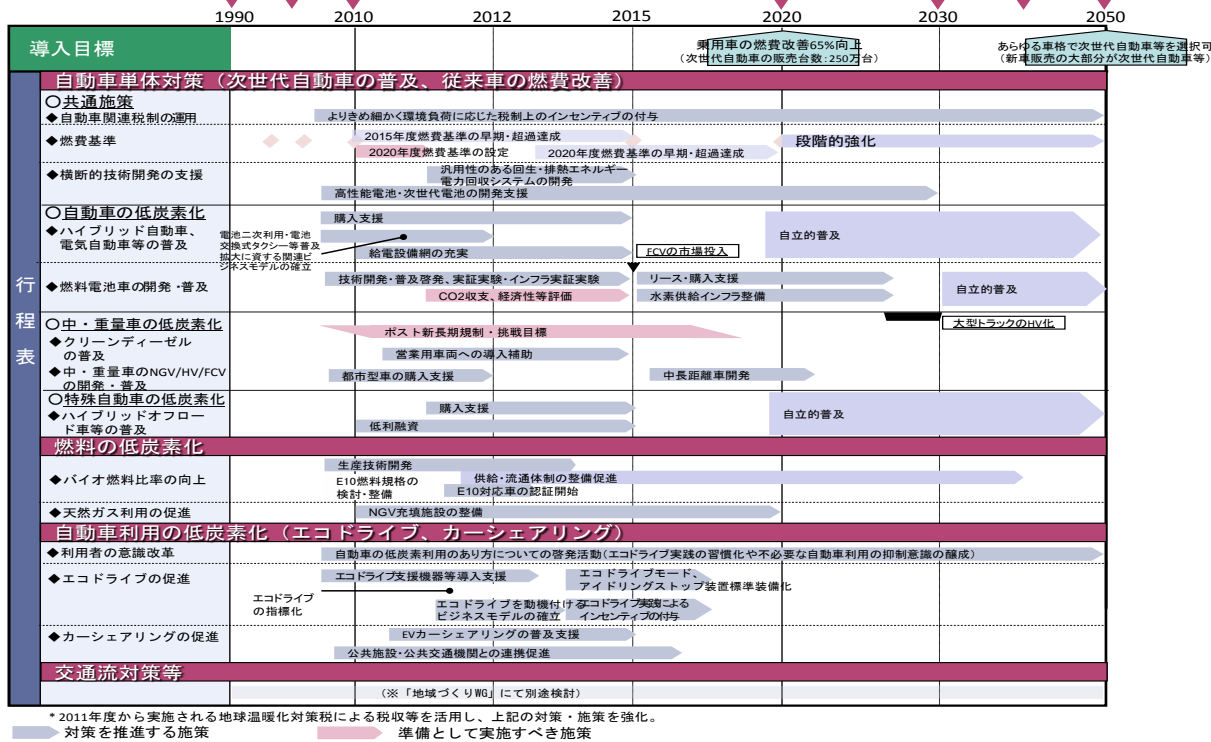 1990 2010 2012 2015 2020 2030 2050
導入目標
乗用車の燃費改善65%向上
(次世代自動車の販売台数：250万台)
あらゆる車格で次世代自動車等を選択可
(新車販売の大部分が次世代自動車等)
行程表
自動車単体対策（次世代自動車の普及、従来車の燃費改善）
○共通施策
◆自動車関連税制の運用
よりきめ細かく環境負荷に応じた税制上のインセンティブの付与
◆燃費基準
2015年度燃費基準の早期・超過達成
2020年度燃費基準の設定
2020年度燃費基準の早期・超過達成
段階的強化
◆横断的技術開発の支援
汎用性のある回生・排熱エネルギー
電力回収システムの開発
高性能電池・次世代電池の開発支援
○自動車の低炭素化
◆ハイブリッド自動車、
電気自動車等の普及
購入支援
電池二次利用・電池
交換式タクシー等普及
拡大に資する関連ビ
ジネスモデルの確立
給電設備網の充実
FCVの市場投入
自立的普及
◆燃料電池車の開発・普及
技術開発・普及啓発、実証実験・インフラ実証実験
CO2収支、経済性等評価
リース・購入支援
水素供給インフラ整備
自立的普及
○中・重量車の低炭素化
◆クリーンディーゼル
の普及
ポスト新長期規制・挑戦目標
営業用車両への導入補助
大型トラックのHV化
◆中・重量車のNGV/HV/FCV
の開発・普及
都市型車の購入支援
中長距離車開発
○特殊自動車の低炭素化
◆ハイブリッドオフロー
ド車等の普及
購入支援
低利融資
自立的普及
燃料の低炭素化
◆バイオ燃料比率の向上
生産技術開発
E10燃料規格の
検討・整備
供給・流通体制の整備促進
E10対応車の認証開始
◆天然ガス利用の促進
NGV充填施設の整備
自動車利用の低炭素化（エコドライブ、カーシェアリング）
◆利用者の意識改革
自動車の低炭素利用のあり方についての啓発活動(エコドライブ実践の習慣化や不必要な自動車利用の抑制意識の醸成)
◆エコドライブの促進
エコドライブ支援機器等導入支援
エコドライブ
の指標化
エコドライブモード、
アイドリングストップ装置標準装備化
エコドライブを動機付ける
ビジネスモデルの確立
エコドライブ実践による
インセンティブの付与
◆カーシェアリングの促進
EVカーシェアリングの普及支援
公共施設・公共交通機関との連携促進
交通流対策等
(※「地域づくりWG」にて別途検討)
*2011年度から実施される地球温暖化対策税による税収等を活用し、上記の対策・施策を強化。
対策を推進する施策
準備として実施すべき施策